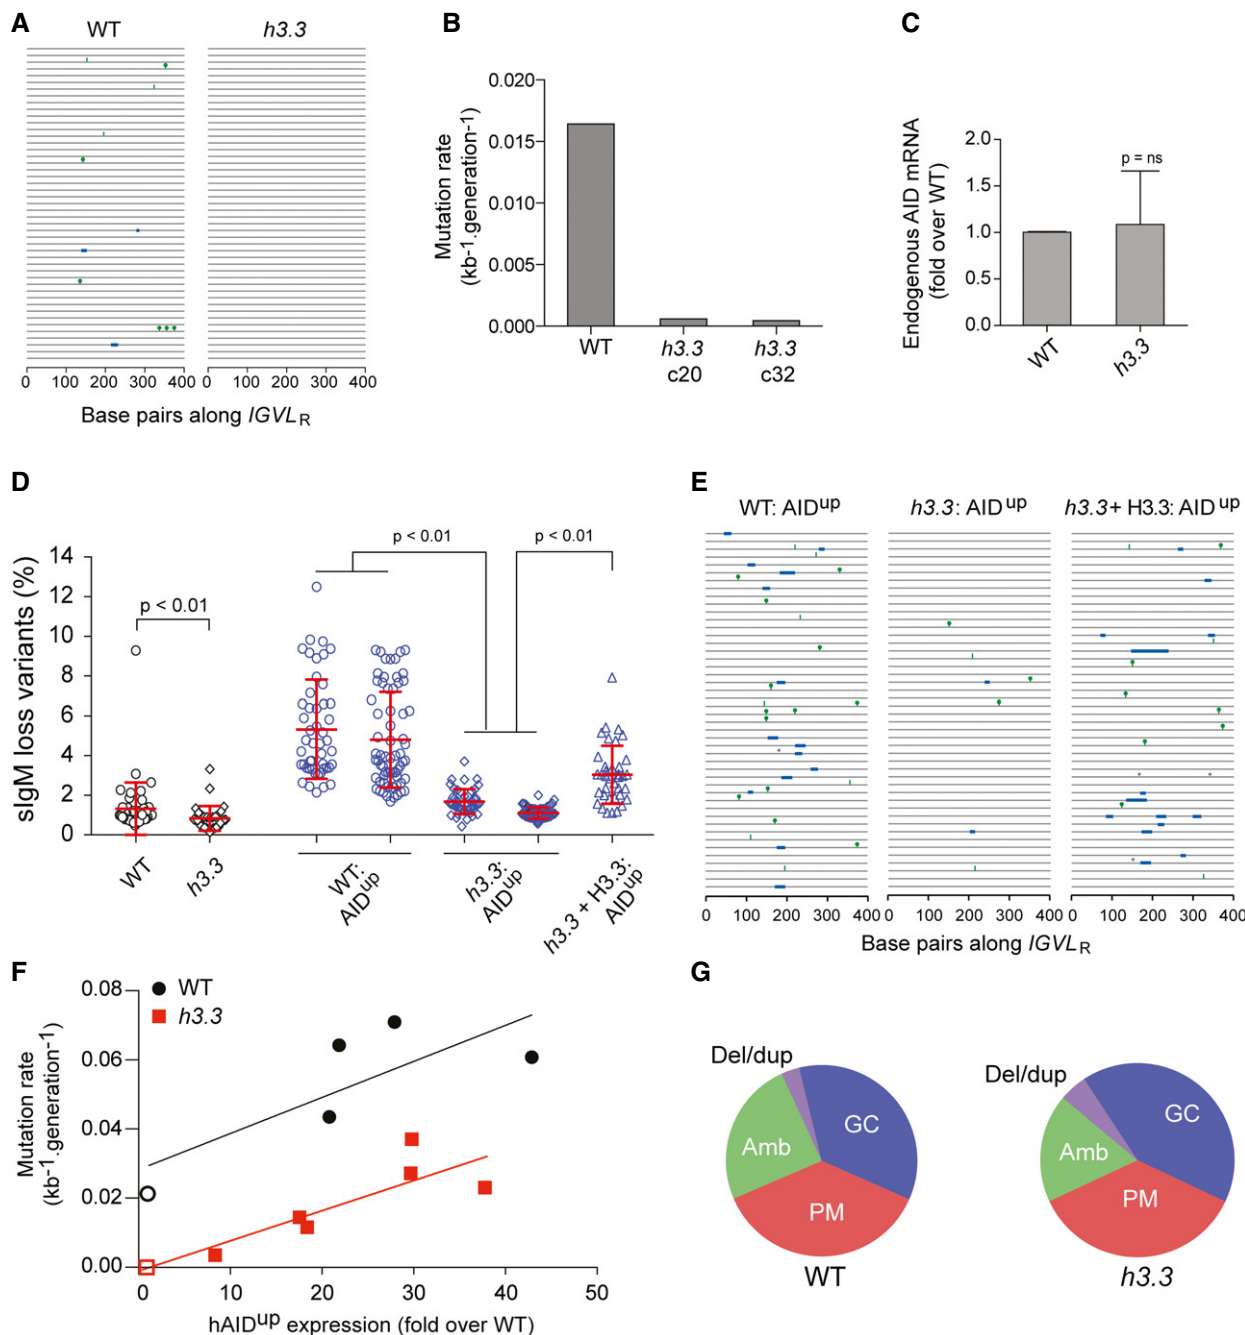 A
WT
h3.3
0 100 200 300 400 0 100 200 300 400
Base pairs along IGVLR
B
Mutation rate
(kb-1.generation-1)
0.020
0.015
0.010
0.005
0.000
WT
h3.3
c20
h3.3
c32
C
Endogenous AID mRNA
(fold over WT)
2.0
1.5
1.0
0.5
0.0
p = ns
WT
h3.3
D
sIgM loss variants (%)
14
12
10
8
6
4
2
0
p < 0.01
p < 0.01
p < 0.01
WT
h3.3
WT:
AIDup
h3.3:
AIDup
h3.3 + H3.3:
AIDup
E
WT: AIDup
h3.3: AIDup
h3.3+ H3.3: AIDup
0 100 200 300 400 0 100 200 300 400 0 100 200 300 400
Base pairs along IGVLR
F
WT
h3.3
Mutation rate
(kb-1.generation-1)
0.08
0.06
0.04
0.02
0.00
0 10 20 30 40 50
hAIDup expression (fold over WT)
G
Del/dup
GC
Amb
PM
WT
Del/dup
GC
Amb
PM
h3.3